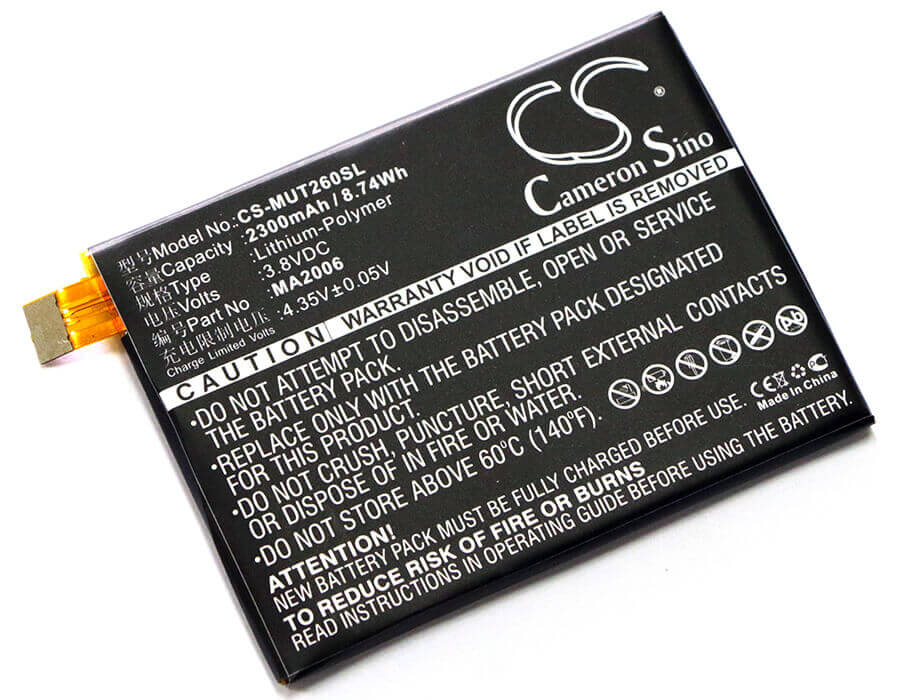 CS
Cameron Sino
型号Model No.:CS-MUT260SL
容量Capacity :2300mAh / 8.74Wh
类型Type :Lithium-Polymer
电压Volts :3.8VDC
编号Part No :MA2006
充电限制电压: 4.35V±0.05V
Charge Limited Volts
CAUTION WARRANTY VOID IF LABEL IS REMOVED
•DO NOT ATTEMPT TO DISASSEMBLE, OPEN OR SERVICE
THE BATTERY PACK.
•REPLACE ONLY WITH THE BATTERY PACK DESIGNATED
FOR THIS PRODUCT.
•DO NOT CRUSH, PUNCTURE, SHORT EXTERNAL CONTACTS
OR DISPOSE OF IN FIRE OR WATER.
•DO NOT STORE ABOVE 60℃ (140℉)
CE
Made In China
ATTENTION!
NEW BATTERY PACK MUST BE FULLY CHARGED BEFORE USE.
TO REDUCE RISK OF FIRE OR BURNS
READ INSTRUCTIONS IN OPERATION MANUAL BEFORE USING THE BATTERY.